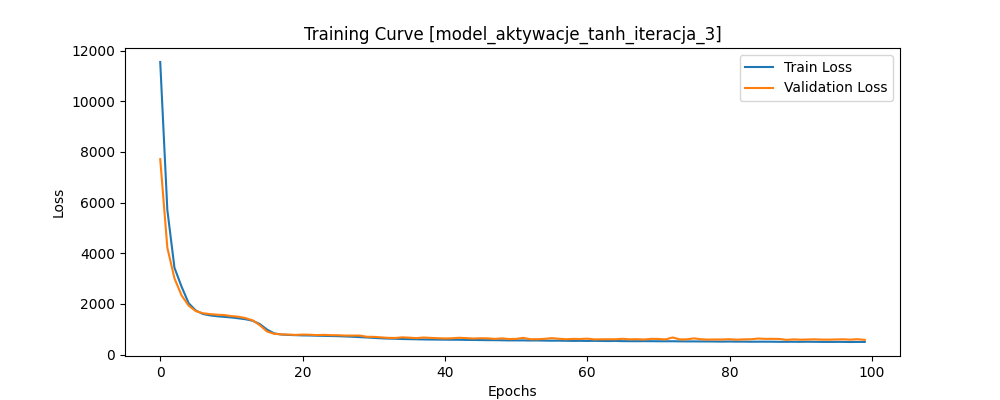 Training Curve [model_aktywacje_tanh_iteracja_3]
12000
10000
8000
6000
4000
2000
0
Loss
Train Loss
Validation Loss
0 20 40 60 80 100
Epochs